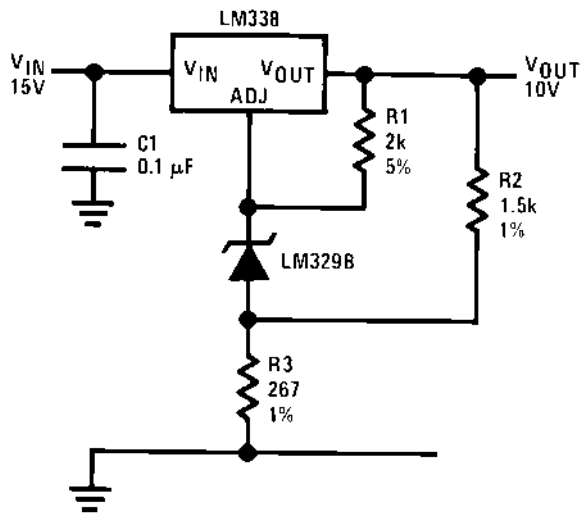 LM338
VIN
15V
VIN
VOUT
ADJ
VOUT
10V
C1
0.1 μF
R1
2k
5%
R2
1.5k
1%
LM329B
R3
267
1%